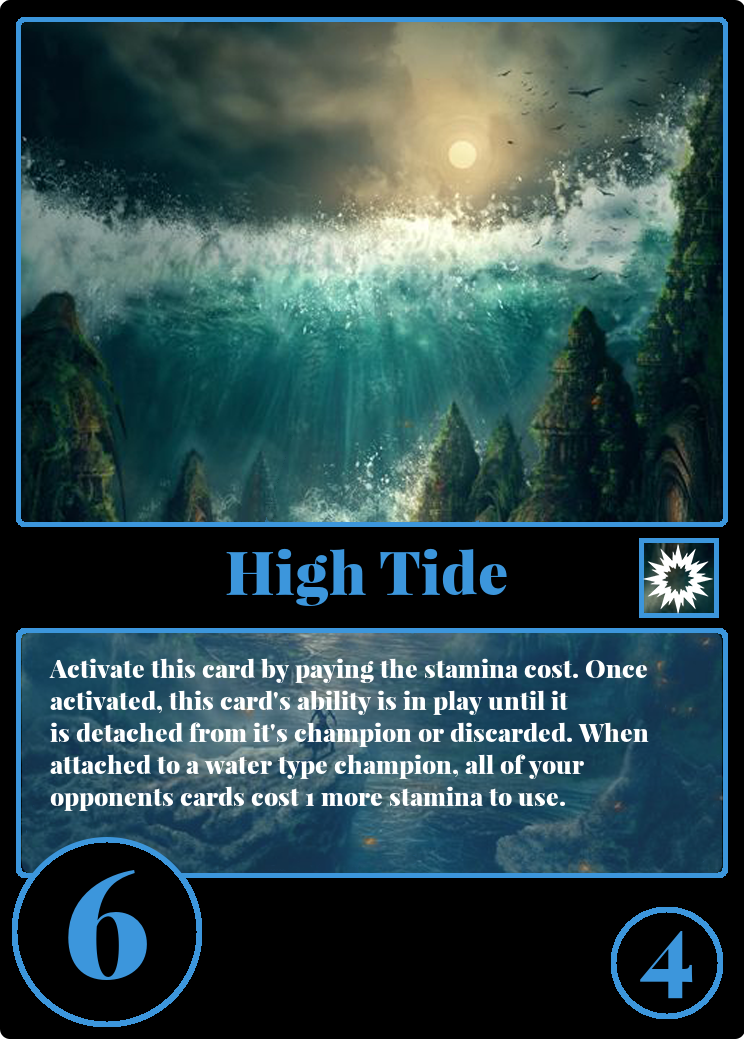 High Tide
Activate this card by paying the stamina cost. Once
activated, this card's ability is in play until it
is detached from it's champion or discarded. When
attached to a water type champion, all of your
opponents cards cost 1 more stamina to use.
6
4